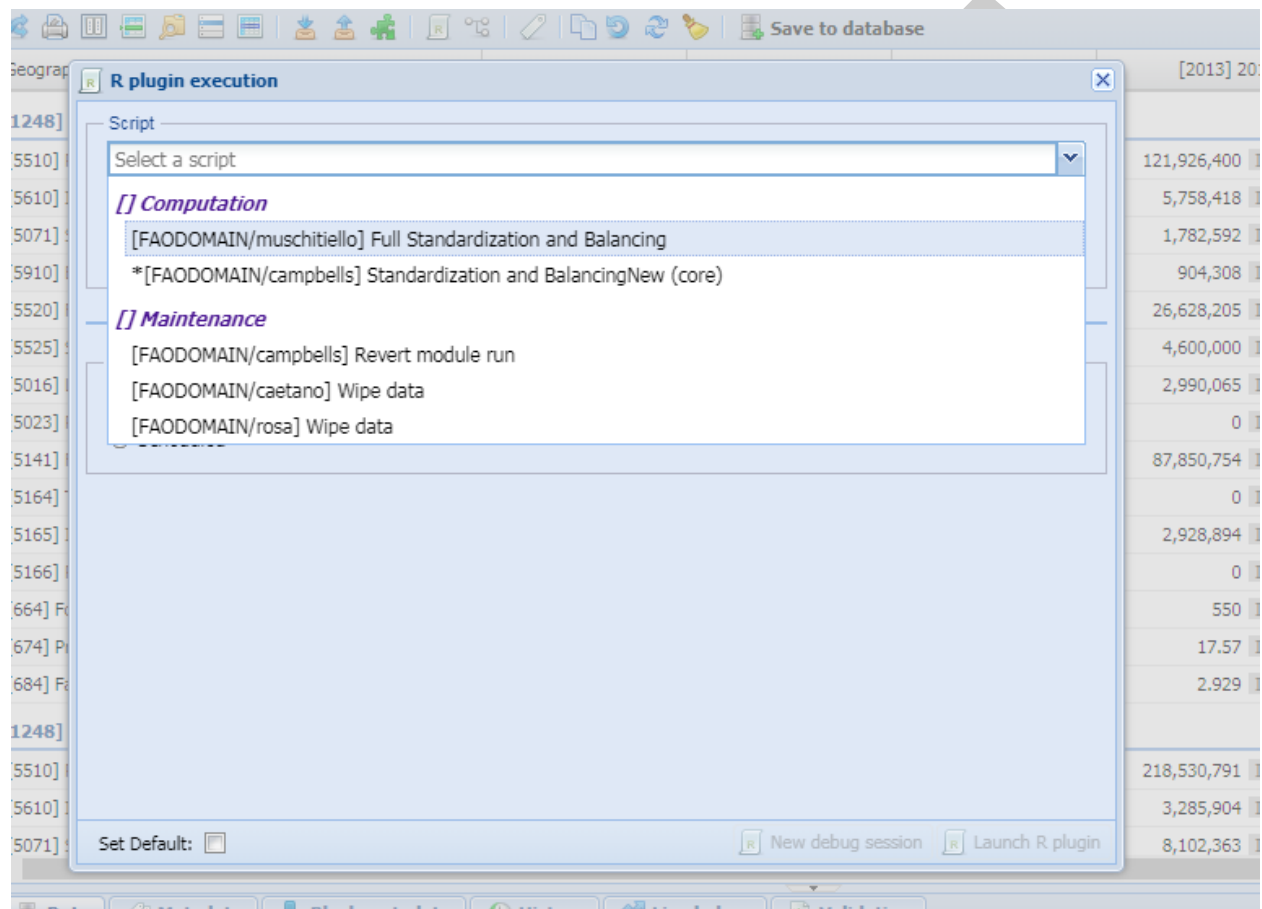 Save to database
[2013]
R plugin execution
1248]
Script
5510]
Select a script
121,926,400
5610]
[] Computation
5,758,418
5071]
[FAODOMAIN/muschitiello] Full Standardization and Balancing
1,782,592
5910]
*[FAODOMAIN/campbells] Standardization and BalancingNew (core)
904,308
5520]
[] Maintenance
26,628,205
5525]
[FAODOMAIN/campbells] Revert module run
4,600,000
5016]
[FAODOMAIN/caetano] Wipe data
2,990,065
5023]
[FAODOMAIN/rosa] Wipe data
0
5141]
87,850,754
5164]
0
5165]
2,928,894
5166]
0
664]
550
674]
17.57
684]
2.929
1248]
5510]
218,530,791
5610]
3,285,904
5071]
Set Default:
New debug session
Launch R plugin
8,102,363